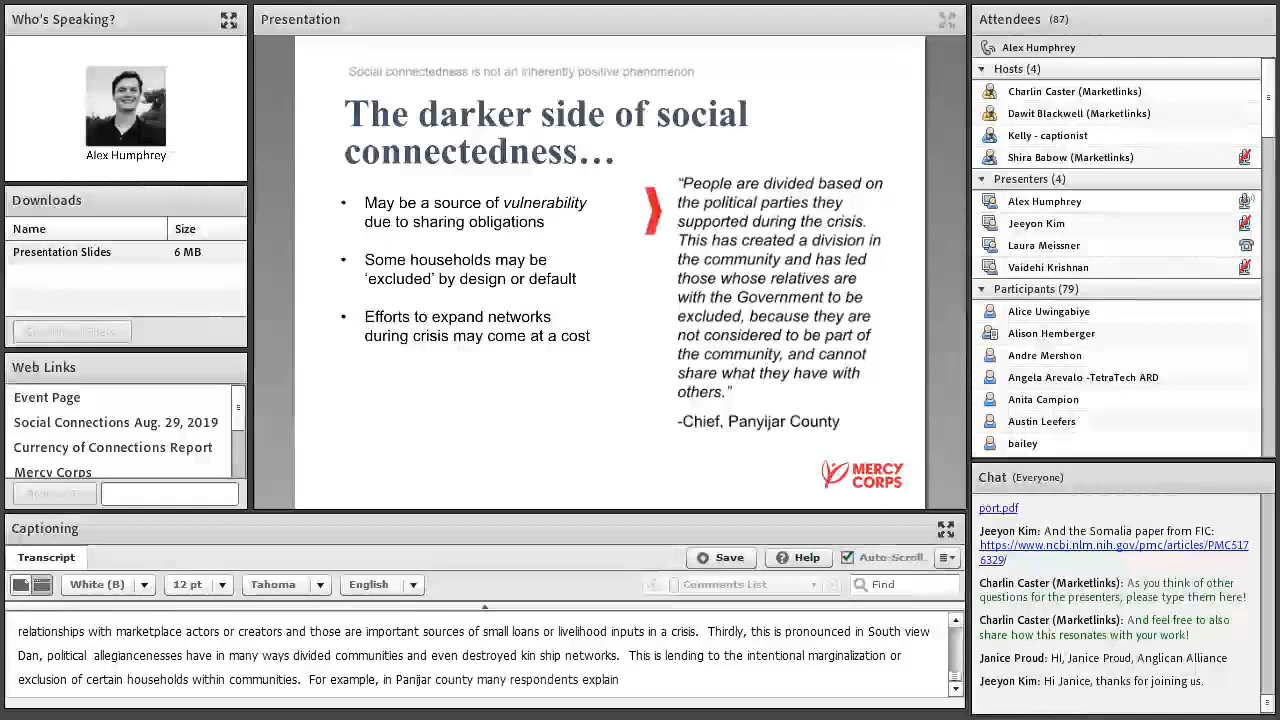 Who's Speaking?
Alex Humphrey
Downloads
Name Size
Presentation Slides 6 MB
Web Links
Event Page
Social Connections Aug. 29, 2019
Currency of Connections Report
Mercy Corps
Presentation
Social connectedness is not an inherently positive phenomenon
The darker side of social
connectedness…
• May be a source of vulnerability
due to sharing obligations
• Some households may be
‘excluded’ by design or default
• Efforts to expand networks
during crisis may come at a cost
“People are divided based on
the political parties they
supported during the crisis.
This has created a division in
the community and has led
those whose relatives are
with the Government to be
excluded, because they are
not considered to be part of
the community, and cannot
share what they have with
others.”
-Chief, Panyijar County
MERCY
CORPS
Captioning
Transcript
Save Help Auto-Scroll
White (B) 12 pt Tahoma English Comments List Find
relationships with marketplace actors or creators and those are important sources of small loans or livelihood inputs in a crisis. Thirdly, this is pronounced in South view
Dan, political allegiancenesses have in many ways divided communities and even destroyed kin ship networks. This is lending to the intentional marginalization or
exclusion of certain households within communities. For example, in Panijar county many respondents explain
Attendees (87)
Alex Humphrey
Hosts (4)
Charlin Caster (Marketlinks)
Dawit Blackwell (Marketlinks)
Kelly - captionist
Shira Babow (Marketlinks)
Presenters (4)
Alex Humphrey
Jeeyon Kim
Laura Meissner
Vaidehi Krishnan
Participants (79)
Alice Uwingabiye
Alison Hemberger
Andre Mershon
Angela Arevalo -TetraTech ARD
Anita Campion
Austin Leefers
bailey
Chat (Everyone)
port.pdf
Jeeyon Kim: And the Somalia paper from FIC:
https://www.ncbi.nlm.nih.gov/pmc/articles/PMC517
6329/
Charlin Caster (Marketlinks): As you think of other
questions for the presenters, please type them here!
Charlin Caster (Marketlinks): And feel free to also
share how this resonates with your work!
Janice Proud: HI, Janice Proud, Anglican Alliance
Jeeyon Kim: Hi Janice, thanks for joining us.